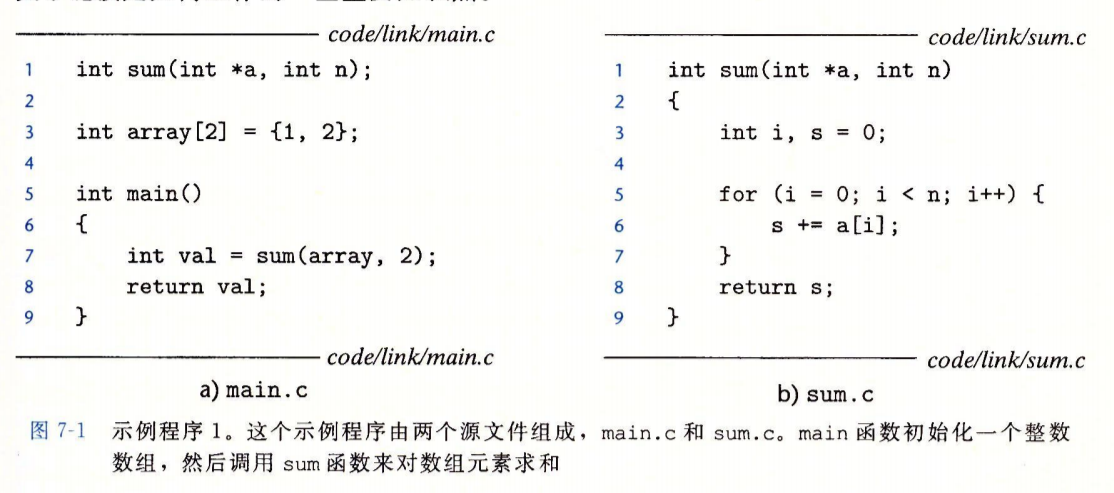 code/link/main.c
1 int sum(int *a, int n);
2
3 int array[2] = {1, 2};
4
5 int main()
6 {
7     int val = sum(array, 2);
8     return val;
9 }
code/link/main.c
a) main.c
code/link/sum.c
1 int sum(int *a, int n)
2 {
3     int i, s = 0;
4
5     for (i = 0; i < n; i++) {
6         s += a[i];
7     }
8     return s;
9 }
code/link/sum.c
b) sum.c
图 7-1 示例程序 1。这个示例程序由两个源文件组成，main.c 和 sum.c。main 函数初始化一个整数
数组，然后调用 sum 函数来对数组元素求和